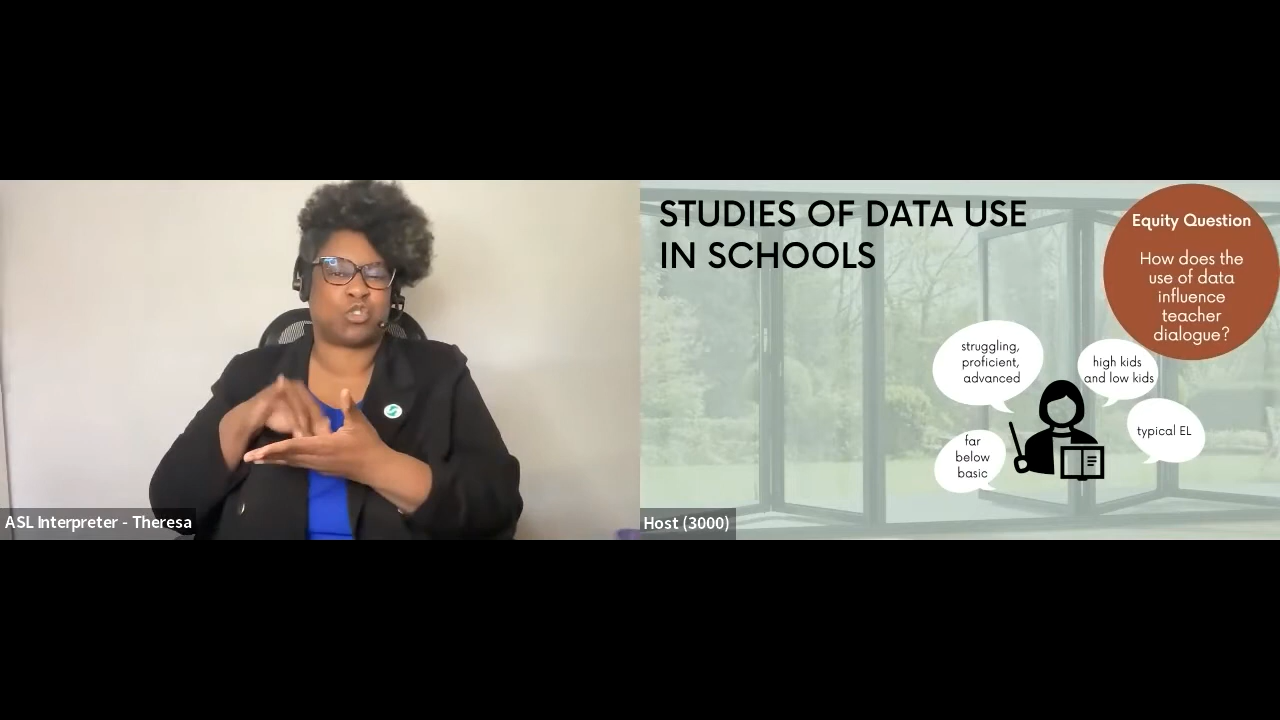 STUDIES OF DATA USE
IN SCHOOLS
Equity Question
How does the
use of data
influence
teacher
dialogue?
struggling,
proficient,
advanced
high kids
and low kids
typical EL
far
below
basic
ASL Interpreter - Theresa
Host (3000)